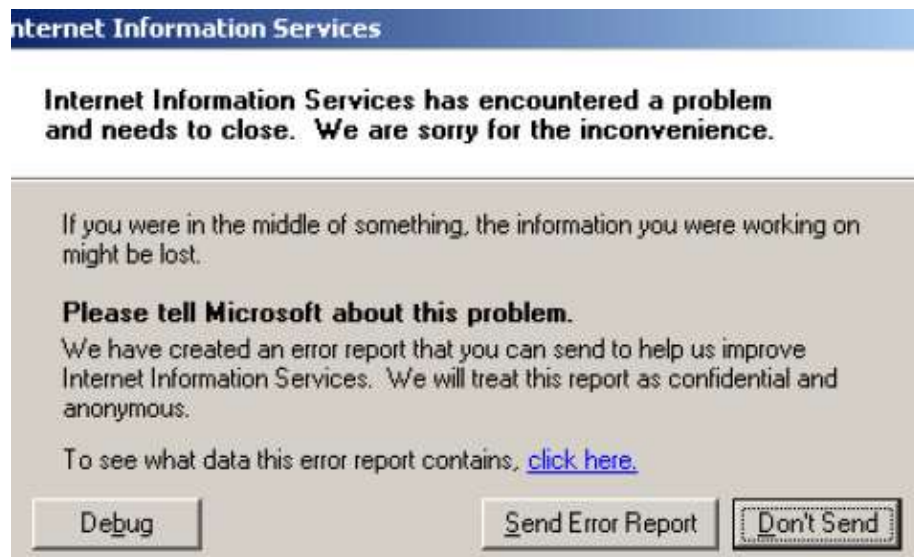 nternet Information Services
Internet Information Services has encountered a problem
and needs to close. We are sorry for the inconvenience.
If you were in the middle of something, the information you were working on
might be lost.
Please tell Microsoft about this problem.
We have created an error report that you can send to help us improve
Internet Information Services. We will treat this report as confidential and
anonymous.
To see what data this error report contains, click here.
Debug Send Error Report Don't Send